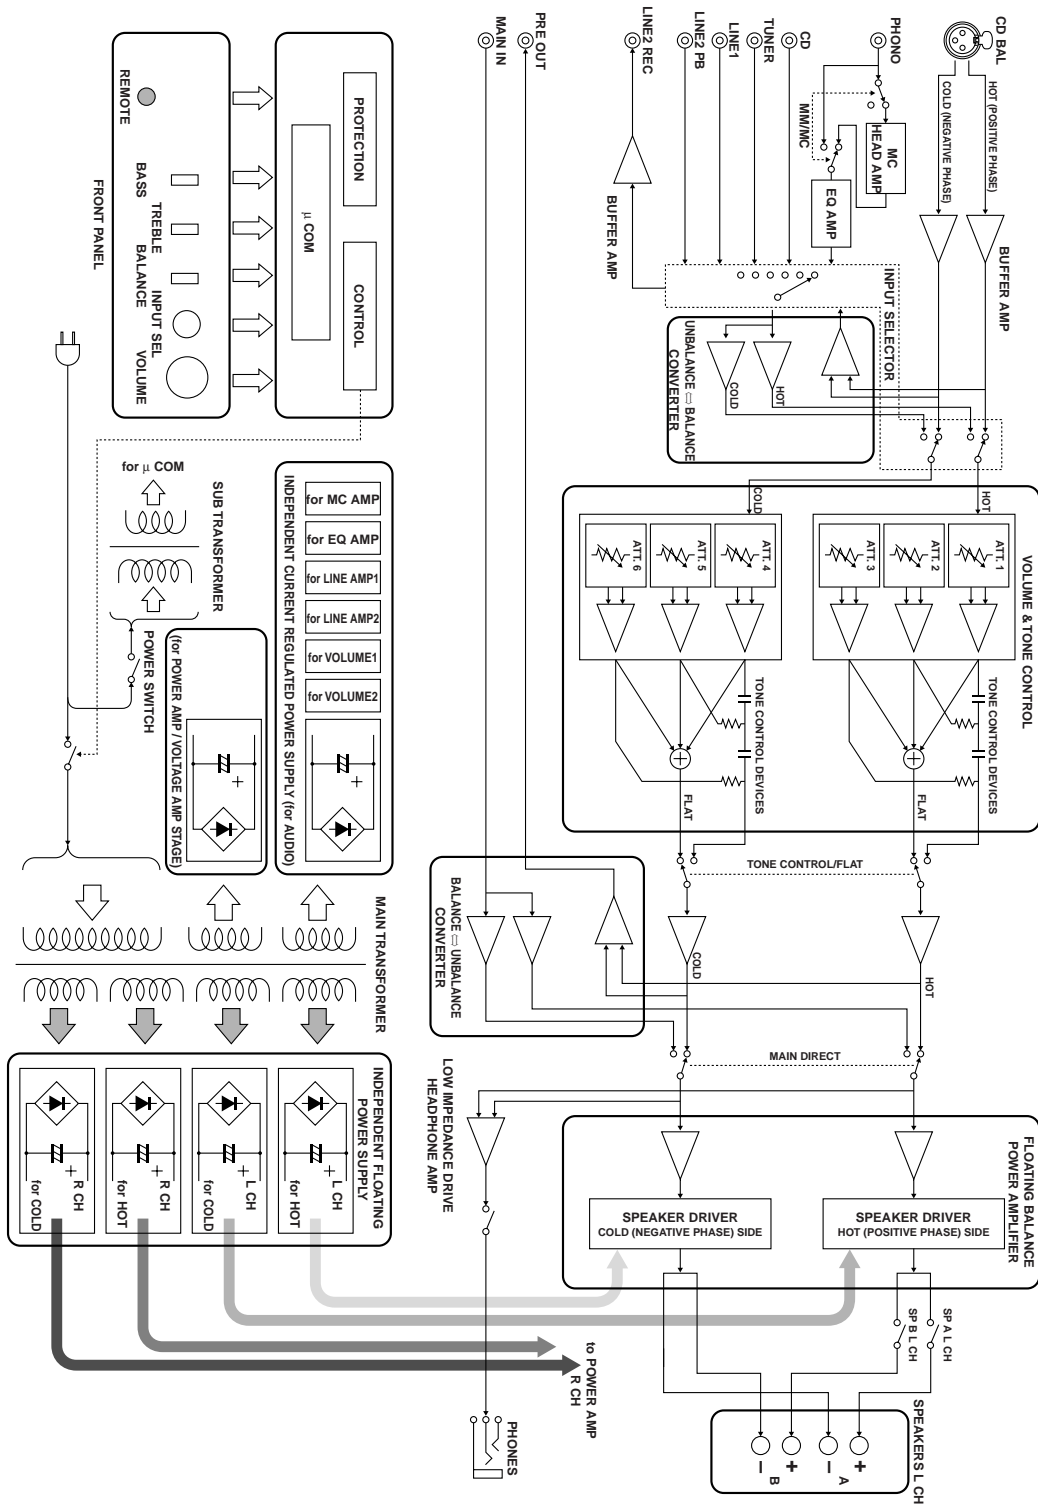 CD BAL
HOT (POSITIVE PHASE)
COLD (NEGATIVE PHASE)
BUFFER AMP
PHONO
MM/MC
MC
HEAD AMP
EQ AMP
CD
TUNER
LINE1
LINE2 PB
LINE2 REC
BUFFER AMP
INPUT SELECTOR
UNBALANCE ⇔ BALANCE
CONVERTER
HOT
COLD
PRE OUT
MAIN IN
VOLUME & TONE CONTROL
HOT
COLD
ATT. 1
ATT. 2
ATT. 3
ATT. 4
ATT. 5
ATT. 6
TONE CONTROL DEVICES
TONE CONTROL DEVICES
FLAT
FLAT
TONE CONTROL/FLAT
BALANCE ⇔ UNBALANCE
CONVERTER
HOT
COLD
MAIN DIRECT
LOW IMPEDANCE DRIVE
HEADPHONE AMP
FLOATING BALANCE
POWER AMPLIFIER
SPEAKER DRIVER
HOT (POSITIVE PHASE) SIDE
SPEAKER DRIVER
COLD (NEGATIVE PHASE) SIDE
SP A L CH
SP B L CH
SPEAKERS L CH
+
−
A
+
−
B
PHONES
PROTECTION
CONTROL
µ COM
REMOTE
BASS
TREBLE
BALANCE
INPUT SEL
VOLUME
FRONT PANEL
for µ COM
SUB TRANSFORMER
POWER SWITCH
INDEPENDENT CURRENT REGULATED POWER SUPPLY (for AUDIO)
for MC AMP
for EQ AMP
for LINE AMP1
for LINE AMP2
for VOLUME1
for VOLUME2
+
(for POWER AMP / VOLTAGE AMP STAGE)
+
MAIN TRANSFORMER
INDEPENDENT FLOATING
POWER SUPPLY
+
L CH
for HOT
+
L CH
for COLD
+
R CH
for HOT
+
R CH
for COLD
to POWER AMP
R CH